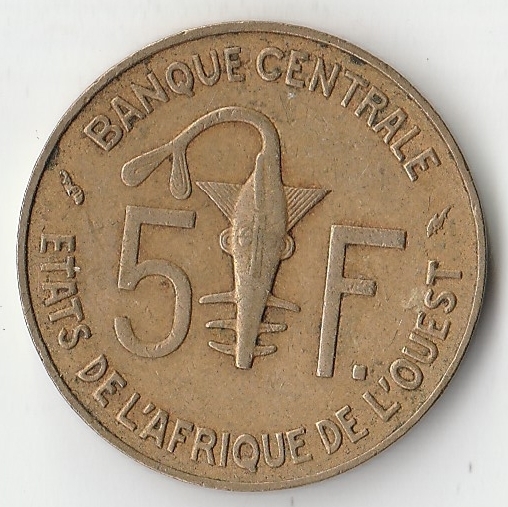 BANQUE CENTRALE
5 F.
ETATS DE L'AFRIQUE DE L'OUEST